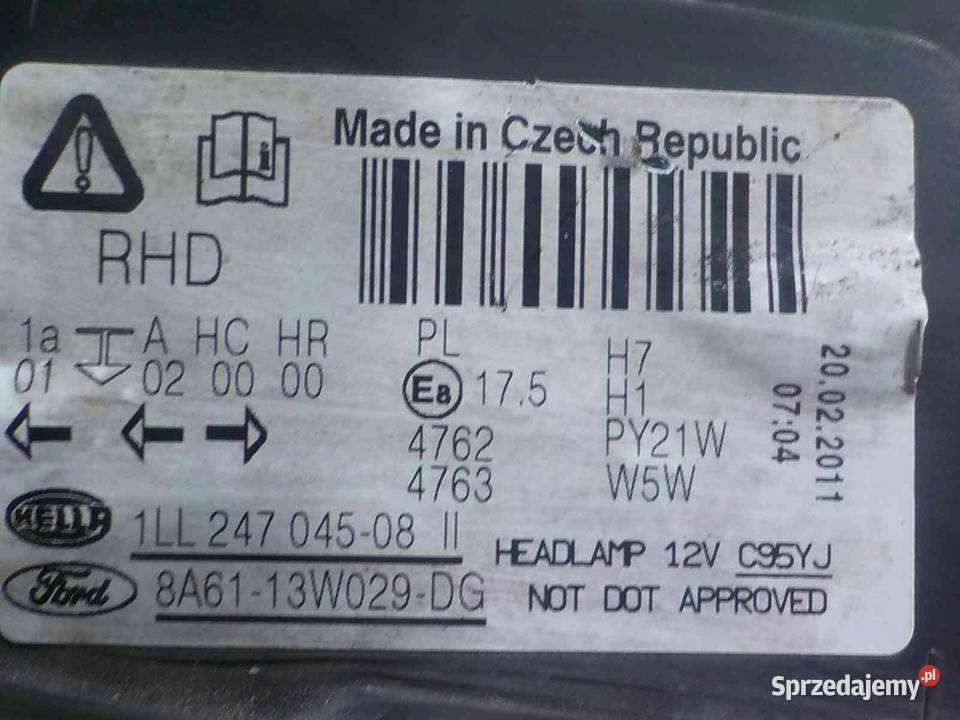 Made in Czech Republic
RHD
1a A HC HR PL
01 02 00 00 E8 17.5
H7
H1
4762 PY21W
4763 W5W
20.02.2011
07:04
HELLA 1LL 247 045-08 II
HEADLAMP 12V C95YJ
Ford 8A61-13W029-DG
NOT DOT APPROVED
Sprzedajemy.pl